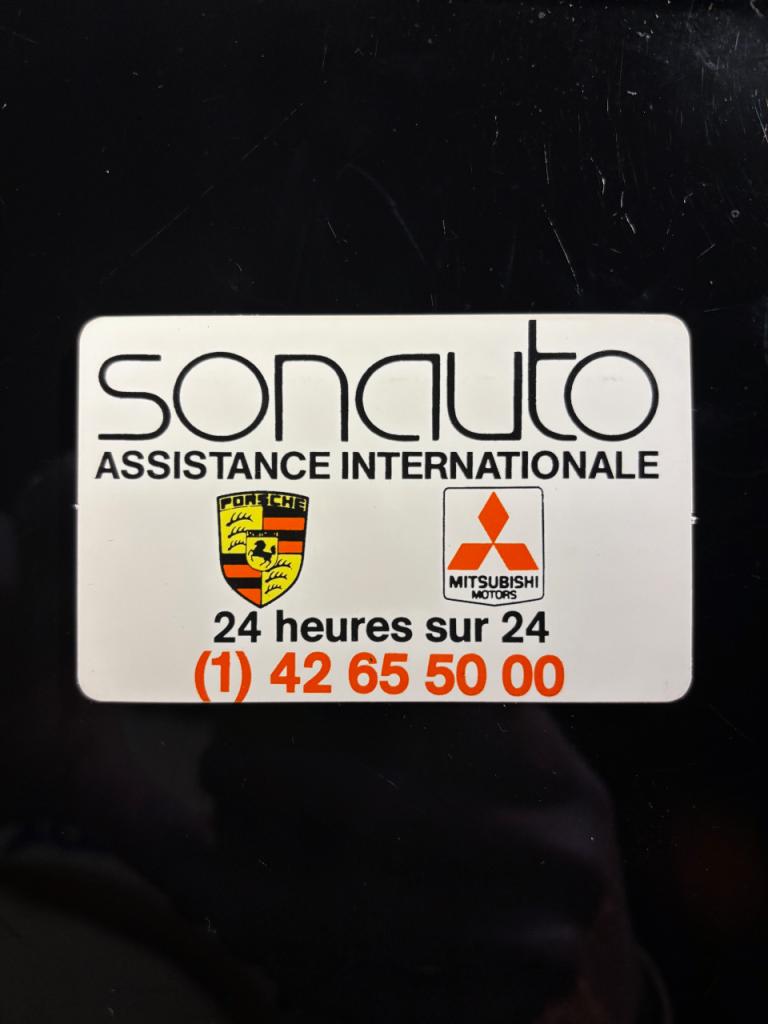 sonauto
ASSISTANCE INTERNATIONALE
PORSCHE
MITSUBISHI
MOTORS
24 heures sur 24
(1) 42 65 50 00